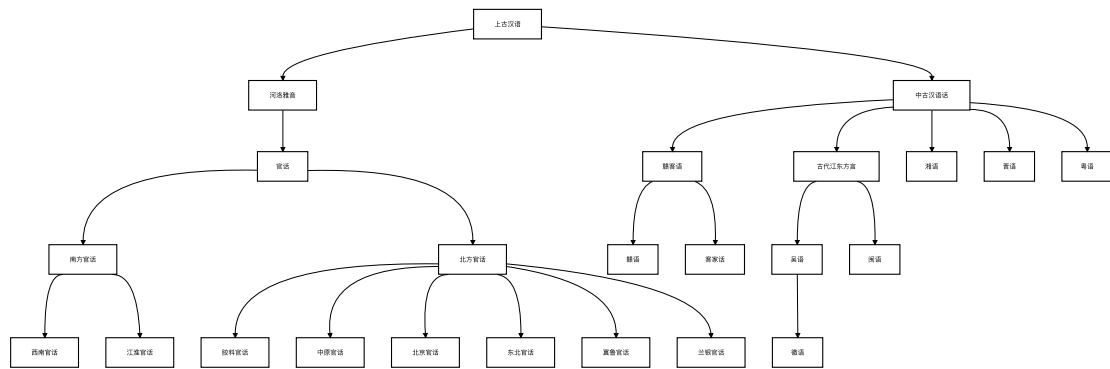 上古汉语
河洛雅音
中古汉语话
官话
赣客语
古代江东方言
湘语
晋语
粤语
南方官话
北方官话
赣语
客家话
吴语
闽语
西南官话
江淮官话
胶料官话
中原官话
北京官话
东北官话
冀鲁官话
兰银官话
徽语